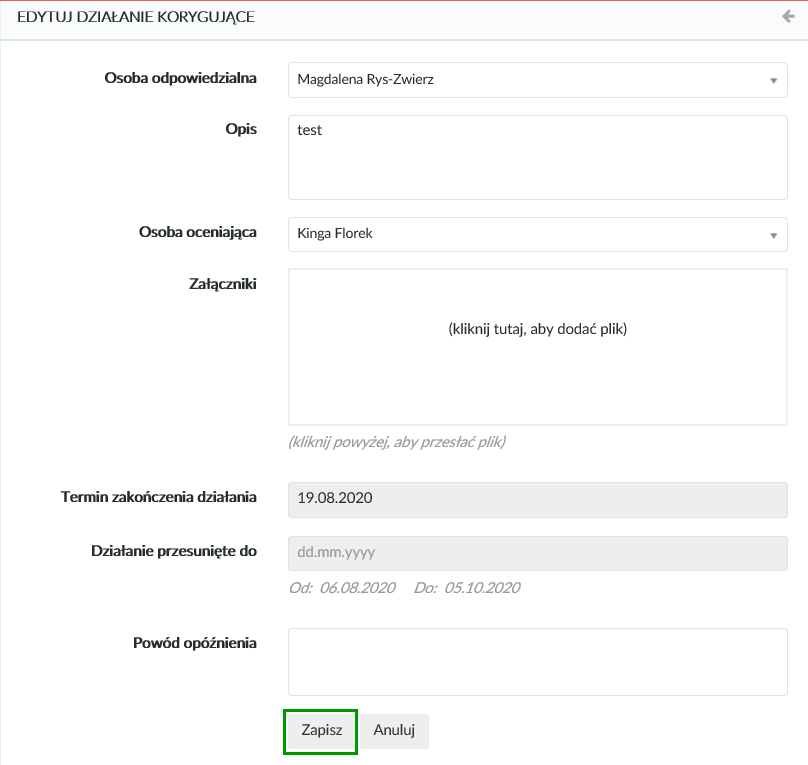 EDYTUJ DZIAŁANIE KORYGUJĄCE
Osoba odpowiedzialna
Magdalena Rys-Zwierz
Opis
test
Osoba oceniająca
Kinga Florek
Załączniki
(kliknij tutaj, aby dodać plik)
(kliknij powyżej, aby przesłać plik)
Termin zakończenia działania
19.08.2020
Działanie przesunięte do
dd.mm.yyyy
Od: 06.08.2020 Do: 05.10.2020
Powód opóźnienia
Zapisz Anuluj